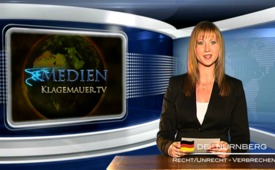 MEDIEN
KLAGEMAUER.TV
DE-NÜRNBERG
RECHT/UNRECHT - VERBRECHEN